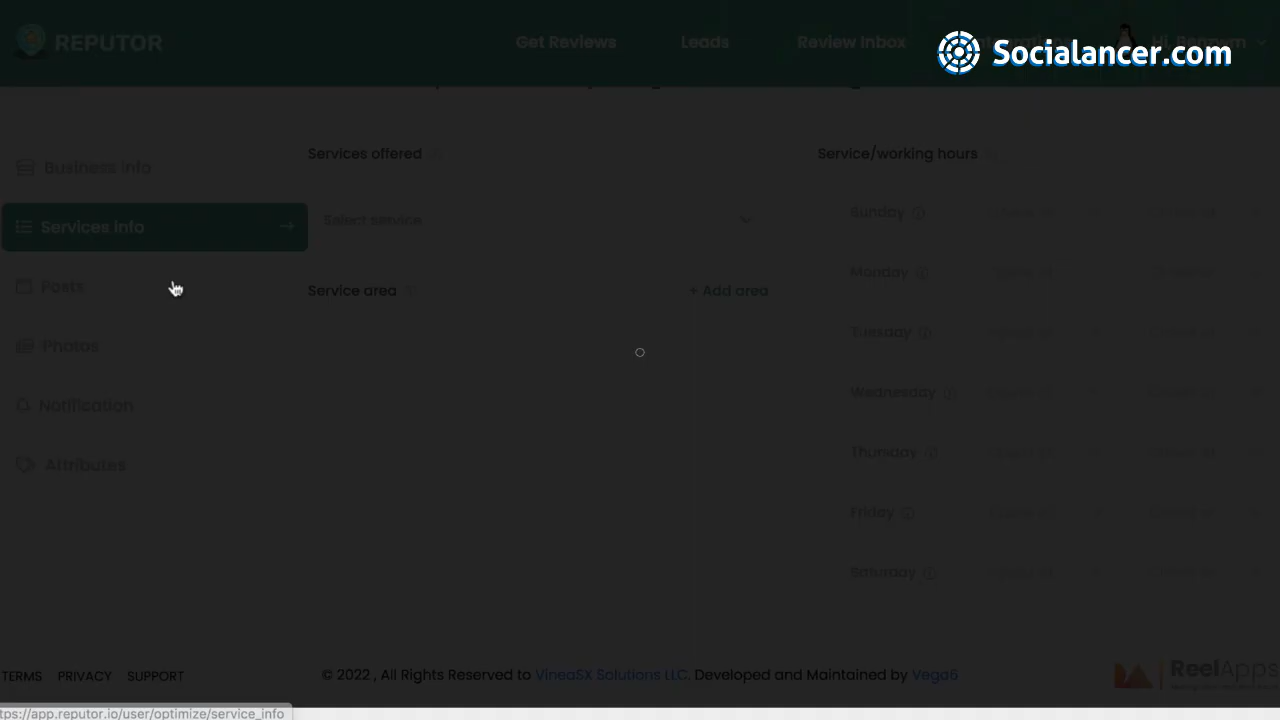 REPUTOR
Get Reviews
Leads
Review Inbox
Socialancer.com
Business info
Services info
Posts
Photos
Notification
Attributes
Services offered
Select service
Service area
+ Add area
Service/working hours
Sunday
Monday
Tuesday
Wednesday
Thursday
Friday
Saturday
TERMS PRIVACY SUPPORT
© 2022 , All Rights Reserved to VineaSX Solutions LLC. Developed and Maintained by Vega6
ReelApps
tps://app.reputor.io/user/optimize/service_info